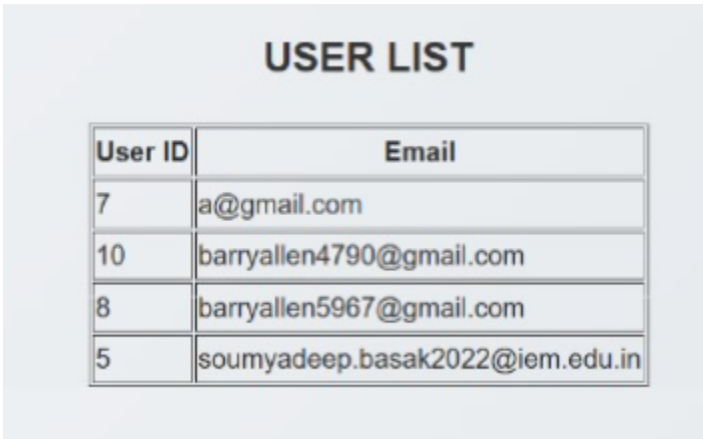 USER LIST
User ID Email
7 a@gmail.com
10 barryallen4790@gmail.com
8 barryallen5967@gmail.com
5 soumyadeep.basak2022@iem.edu.in